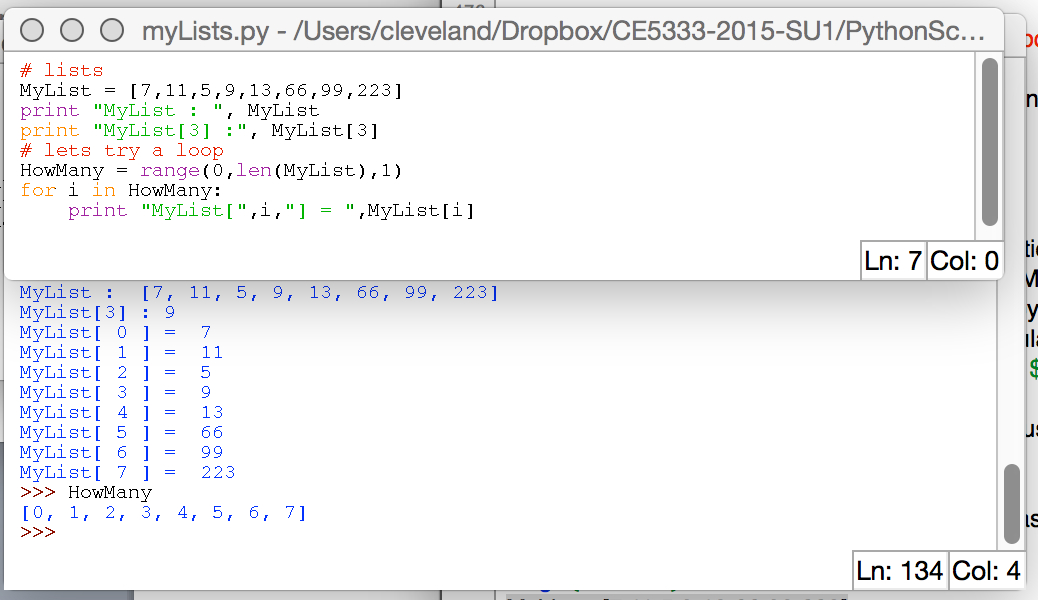 myLists.py - /Users/cleveland/Dropbox/CE5333-2015-SU1/PythonSc...
# lists
MyList = [7,11,5,9,13,66,99,223]
print "MyList : ", MyList
print "MyList[3] :", MyList[3]
# lets try a loop
HowMany = range(0,len(MyList),1)
for i in HowMany:
    print "MyList[",i,"] = ",MyList[i]
Ln: 7 Col: 0
MyList :  [7, 11, 5, 9, 13, 66, 99, 223]
MyList[3] : 9
MyList[ 0 ] =  7
MyList[ 1 ] =  11
MyList[ 2 ] =  5
MyList[ 3 ] =  9
MyList[ 4 ] =  13
MyList[ 5 ] =  66
MyList[ 6 ] =  99
MyList[ 7 ] =  223
>>> HowMany
[0, 1, 2, 3, 4, 5, 6, 7]
>>>
Ln: 134 Col: 4